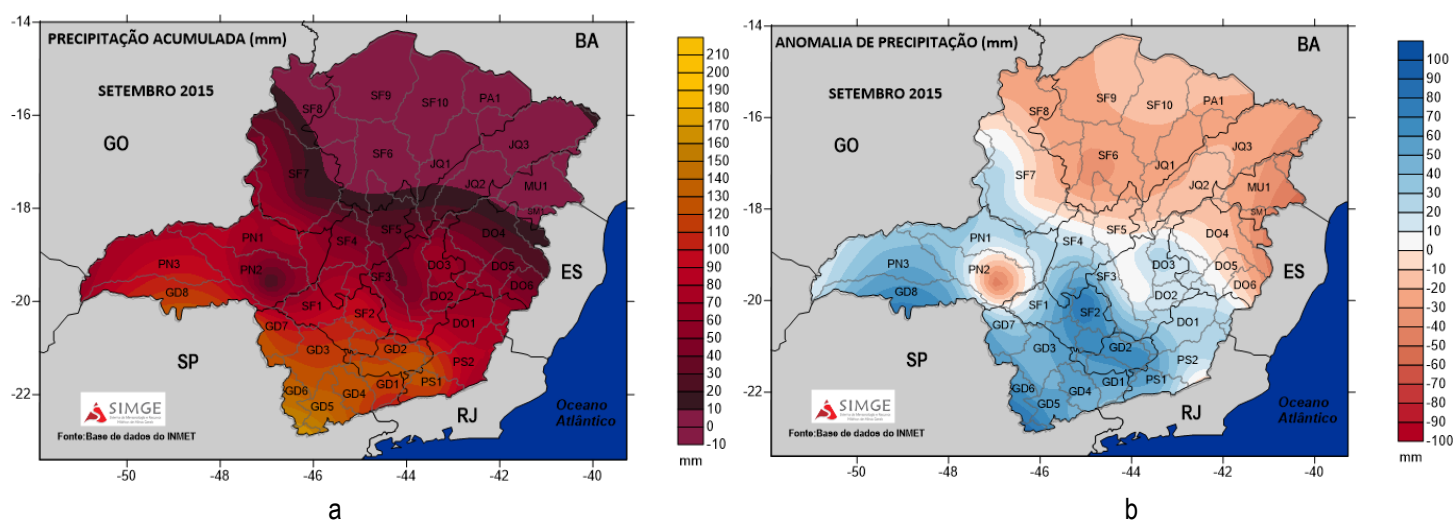 PRECIPITAÇÃO ACUMULADA (mm)
SETEMBRO 2015
BA
GO
ES
SP
RJ
Oceano
Atlântico
SF8
SF9
SF10
PA1
SF6
JQ1
JQ3
SF7
JQ2
MU1
SM1
PN1
SF4
SF5
DO4
PN3
PN2
SF3
DO3
DO5
GD8
SF1
DO2
DO6
SF2
GD7
DO1
GD3
GD2
PS2
GD6
GD4
GD1
PS1
GD5
SIMGE
Fonte:Base de dados do INMET
-14
-16
-18
-20
-22
-50
-48
-46
-44
-42
-40
210
200
190
180
170
160
150
140
130
120
110
100
90
80
70
60
50
40
30
20
10
0
-10
mm
a
ANOMALIA DE PRECIPITAÇÃO (mm)
SETEMBRO 2015
BA
GO
ES
SP
RJ
Oceano
Atlântico
SF8
SF9
SF10
PA1
SF6
JQ1
JQ3
SF7
JQ2
MU1
SM1
PN1
SF4
SF5
DO4
PN3
PN2
SF3
DO3
DO5
GD8
SF1
DO2
DO6
SF2
GD7
DO1
GD3
GD2
PS2
GD6
GD4
GD1
PS1
GD5
SIMGE
Fonte:Base de dados do INMET
-14
-16
-18
-20
-22
-50
-48
-46
-44
-42
-40
100
90
80
70
60
50
40
30
20
10
0
-10
-20
-30
-40
-50
-60
-70
-80
-90
-100
mm
b